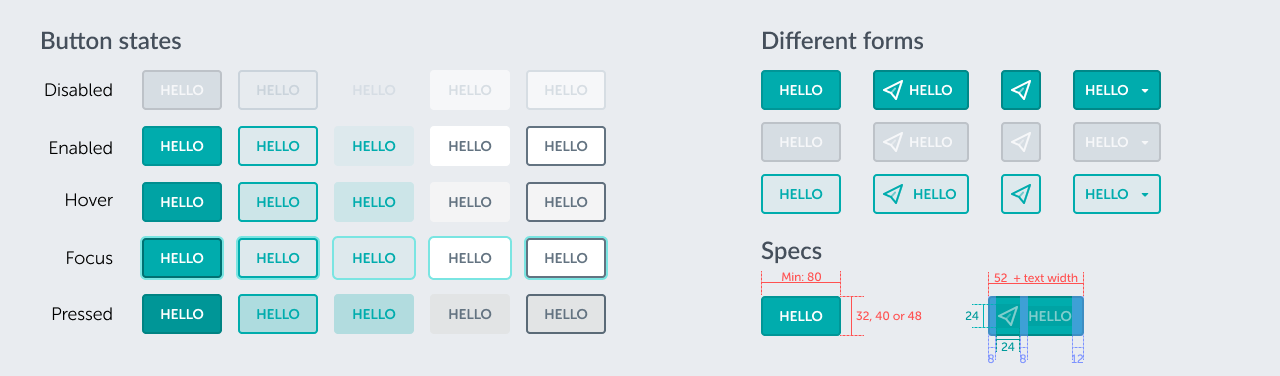 Button states
Disabled HELLO HELLO HELLO HELLO HELLO
Enabled HELLO HELLO HELLO HELLO HELLO
Hover HELLO HELLO HELLO HELLO HELLO
Focus HELLO HELLO HELLO HELLO HELLO
Pressed HELLO HELLO HELLO HELLO HELLO
Different forms
HELLO HELLO HELLO
HELLO HELLO HELLO
HELLO HELLO HELLO
Specs
Min: 80
HELLO
32, 40 or 48
52 + text width
24 HELLO
24
8 8 12